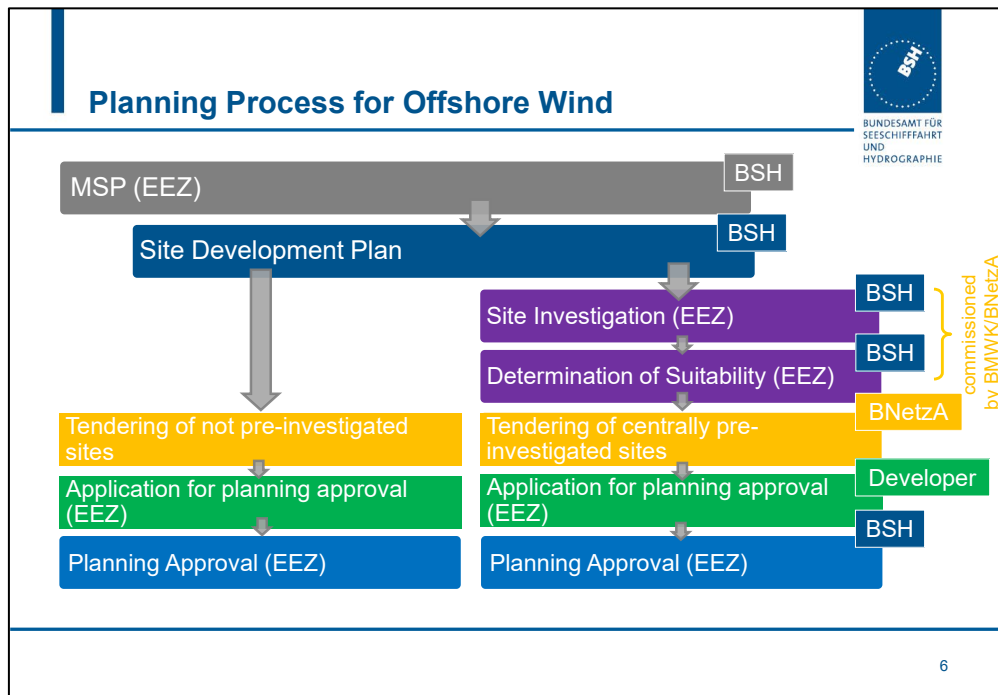 Planning Process for Offshore Wind
BSH
BUNDESAMT FÜR
SEESCHIFFFAHRT
UND
HYDROGRAPHIE
MSP (EEZ)
BSH
Site Development Plan
BSH
Site Investigation (EEZ)
BSH
Determination of Suitability (EEZ)
BSH
commissioned
by BMWK/BNetzA
Tendering of not pre-investigated
sites
Tendering of centrally pre-
investigated sites
BNetzA
Application for planning approval
(EEZ)
Application for planning approval
(EEZ)
Developer
Planning Approval (EEZ)
Planning Approval (EEZ)
BSH
6